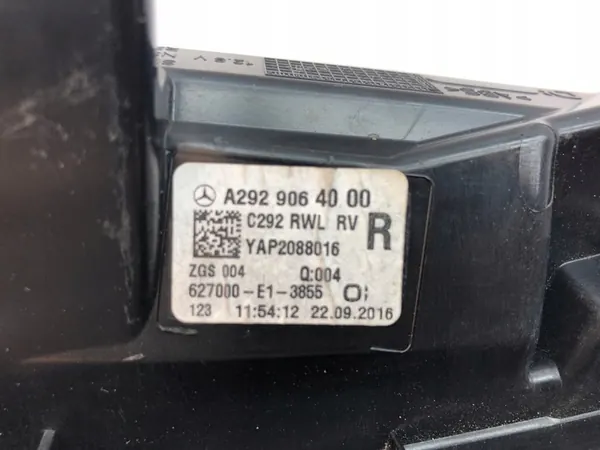 A292 906 40 00
C292 RWL RV R
YAP2088016
ZGS 004 Q:004
627000-E1-3855
123 11:54:12 22.09.2016